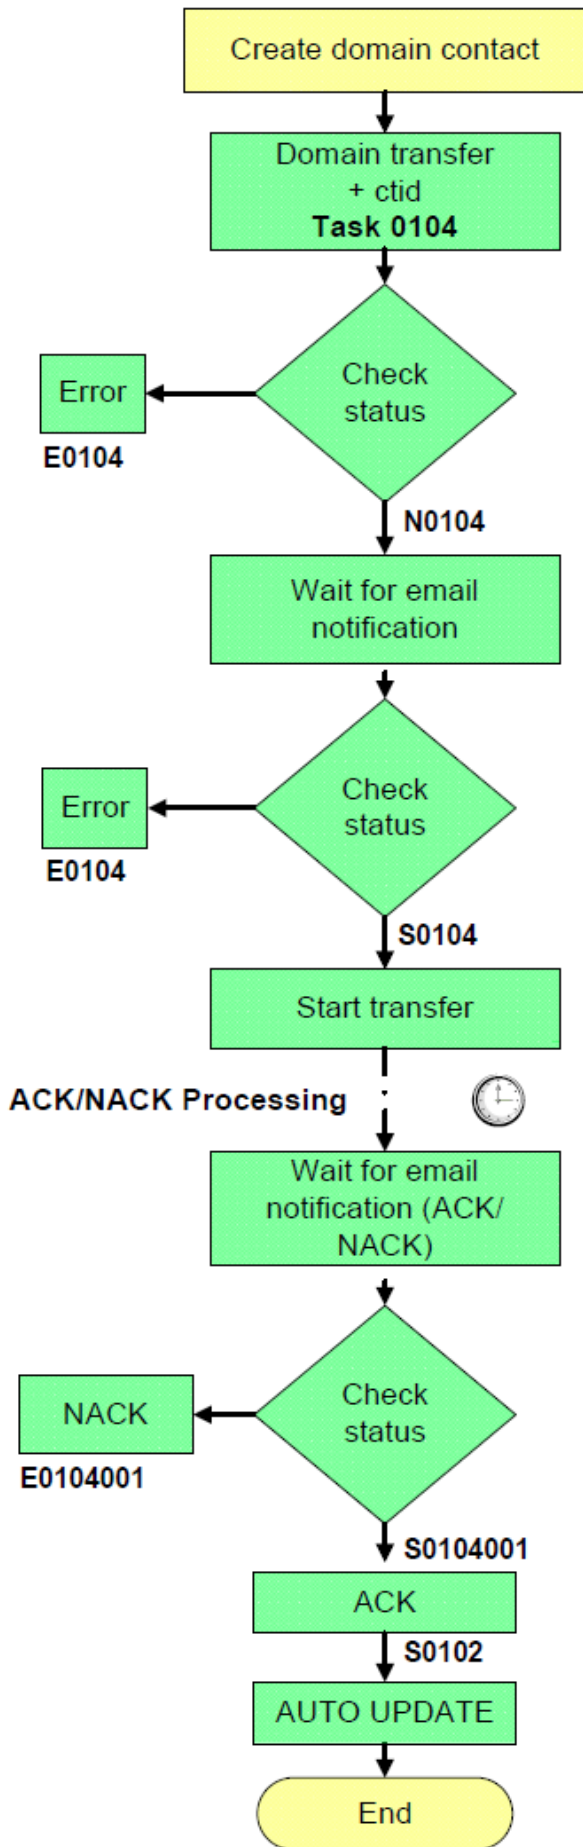 Create domain contact
Domain transfer
+ ctid
Task 0104
Check
status
Error
E0104
N0104
Wait for email
notification
Check
status
Error
E0104
S0104
Start transfer
ACK/NACK Processing
Wait for email
notification (ACK/
NACK)
Check
status
NACK
E0104001
S0104001
ACK
S0102
AUTO UPDATE
End